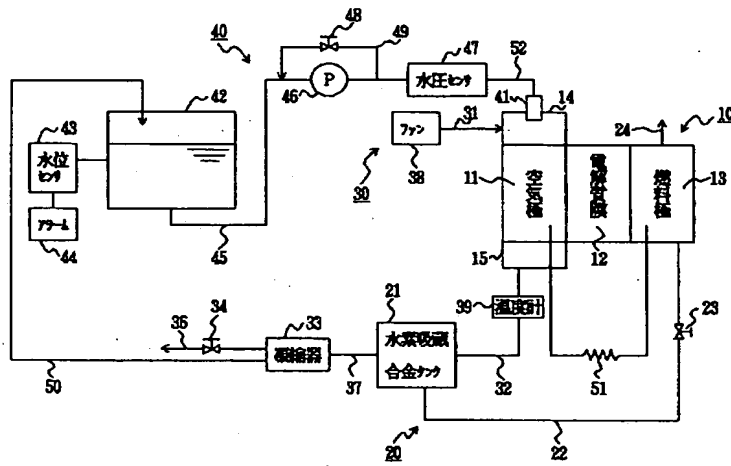 48
40
49
47
52
42
P
水圧センサ
41
14
46
31
24
10
43
ファン
水位
センサ
30
38
11
空気極
電解質膜
燃料極
13
アラーム
44
45
15
12
39
温度計
23
34
33
21
36
凝縮器
水素吸蔵
合金タンク
50
37
32
51
20
22